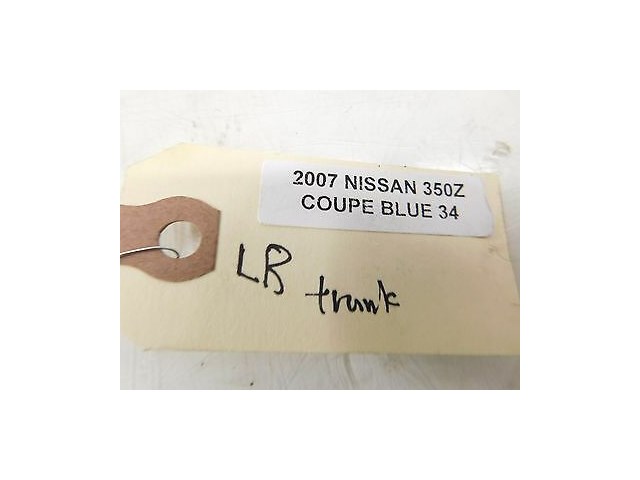 2007 NISSAN 350Z
COUPE BLUE 34
LR
trunk